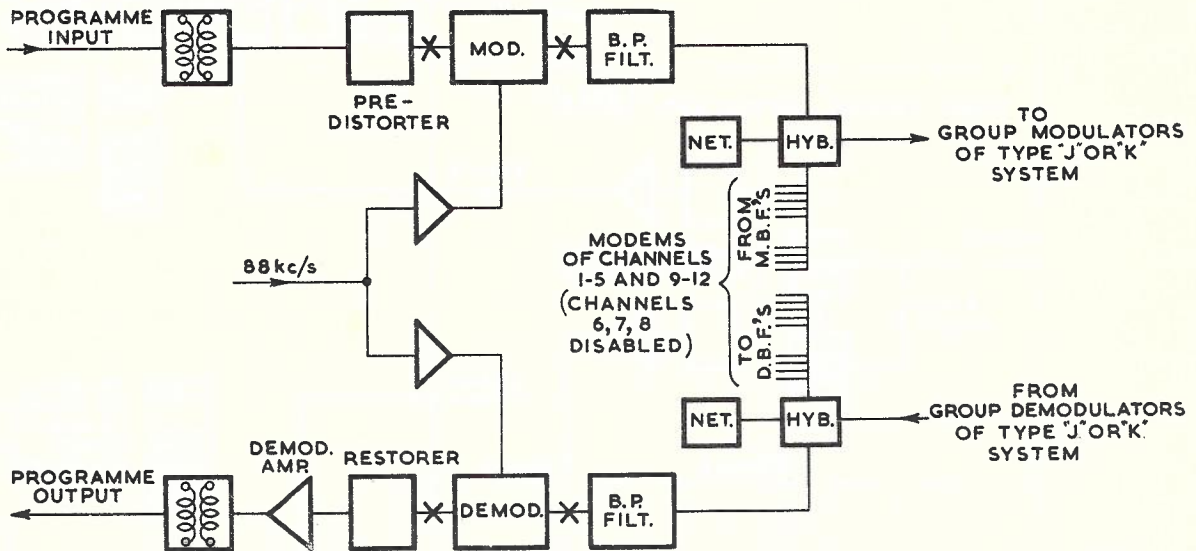 PROGRAMME
INPUT
PRE-
DISTORTER
MOD.
B.P.
FILT.
NET.
HYB.
TO
GROUP MODULATORS
OF TYPE "J" OR "K"
SYSTEM
88 kc/s
MODEMS
OF CHANNELS
1-5 AND 9-12
(CHANNELS
6, 7, 8
DISABLED)
FROM
M.B.F.'S
TO
D.B.F.'S
NET.
HYB.
FROM
GROUP DEMODULATORS
OF TYPE "J" OR "K"
SYSTEM
PROGRAMME
OUTPUT
DEMOD.
AMP.
RESTORER
DEMOD.
B.P.
FILT.